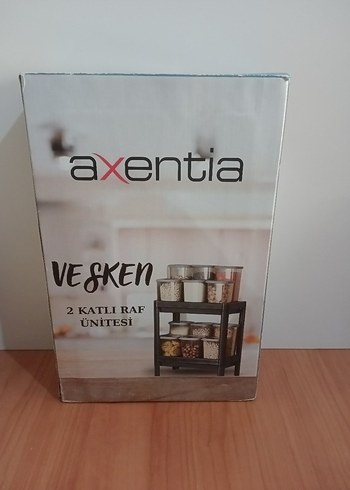 axentia
VESKEN
2 KATLI RAF
ÜNİTESİ